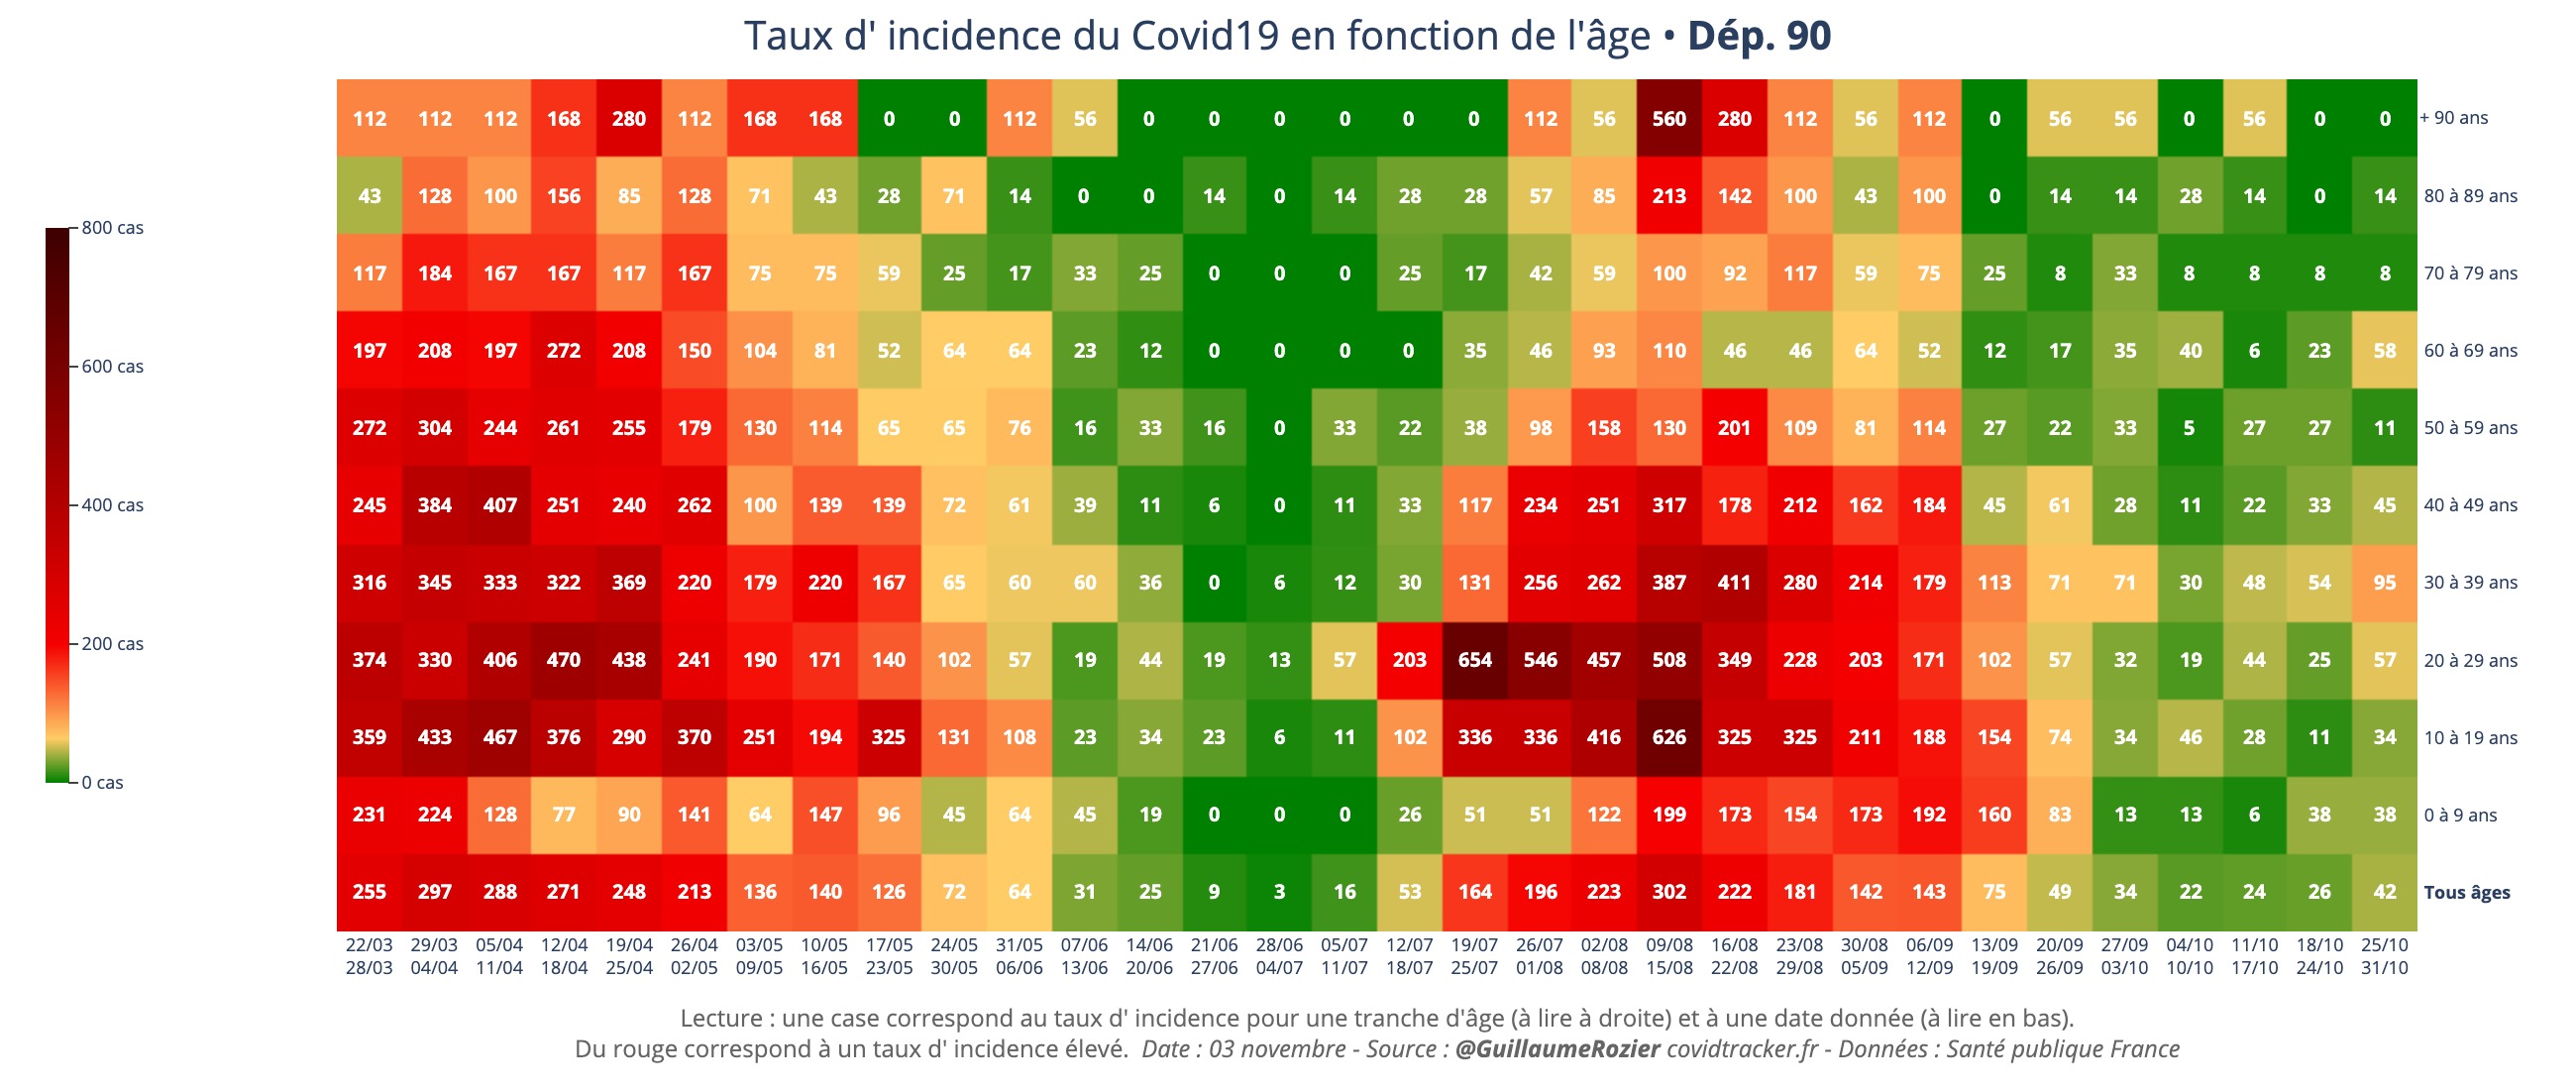 Taux d' incidence du Covid19 en fonction de l'âge • Dép. 90
800 cas
600 cas
400 cas
200 cas
0 cas
112 112 112 168 280 112 168 168 0 0 112 56 0 0 0 0 0 0 112 56 560 280 112 56 112 0 56 56 0 56 0 0 + 90 ans
43 128 100 156 85 128 71 43 28 71 14 0 0 14 0 14 28 28 57 85 213 142 100 43 100 0 14 14 28 14 0 14 80 à 89 ans
117 184 167 167 117 167 75 75 59 25 17 33 25 0 0 0 25 17 42 59 100 92 117 59 75 25 8 33 8 8 8 8 70 à 79 ans
197 208 197 272 208 150 104 81 52 64 64 23 12 0 0 0 0 35 46 93 110 46 46 64 52 12 17 35 40 6 23 58 60 à 69 ans
272 304 244 261 255 179 130 114 65 65 76 16 33 16 0 33 22 38 98 158 130 201 109 81 114 27 22 33 5 27 27 11 50 à 59 ans
245 384 407 251 240 262 100 139 139 72 61 39 11 6 0 11 33 117 234 251 317 178 212 162 184 45 61 28 11 22 33 45 40 à 49 ans
316 345 333 322 369 220 179 220 167 65 60 60 36 0 6 12 30 131 256 262 387 411 280 214 179 113 71 71 30 48 54 95 30 à 39 ans
374 330 406 470 438 241 190 171 140 102 57 19 44 19 13 57 203 654 546 457 508 349 228 203 171 102 57 32 19 44 25 57 20 à 29 ans
359 433 467 376 290 370 251 194 325 131 108 23 34 23 6 11 102 336 336 416 626 325 325 211 188 154 74 34 46 28 11 34 10 à 19 ans
231 224 128 77 90 141 64 147 96 45 64 45 19 0 0 0 26 51 51 122 199 173 154 173 192 160 83 13 13 6 38 38 0 à 9 ans
255 297 288 271 248 213 136 140 126 72 64 31 25 9 3 16 53 164 196 223 302 222 181 142 143 75 49 34 22 24 26 42 Tous âges
22/03 29/03 05/04 12/04 19/04 26/04 03/05 10/05 17/05 24/05 31/05 07/06 14/06 21/06 28/06 05/07 12/07 19/07 26/07 02/08 09/08 16/08 23/08 30/08 06/09 13/09 20/09 27/09 04/10 11/10 18/10 25/10
28/03 04/04 11/04 18/04 25/04 02/05 09/05 16/05 23/05 30/05 06/06 13/06 20/06 27/06 04/07 11/07 18/07 25/07 01/08 08/08 15/08 22/08 29/08 05/09 12/09 19/09 26/09 03/10 10/10 17/10 24/10 31/10
Lecture : une case correspond au taux d' incidence pour une tranche d'âge (à lire à droite) et à une date donnée (à lire en bas).
Du rouge correspond à un taux d' incidence élevé. Date : 03 novembre - Source : @GuillaumeRozier covidtracker.fr - Données : Santé publique France